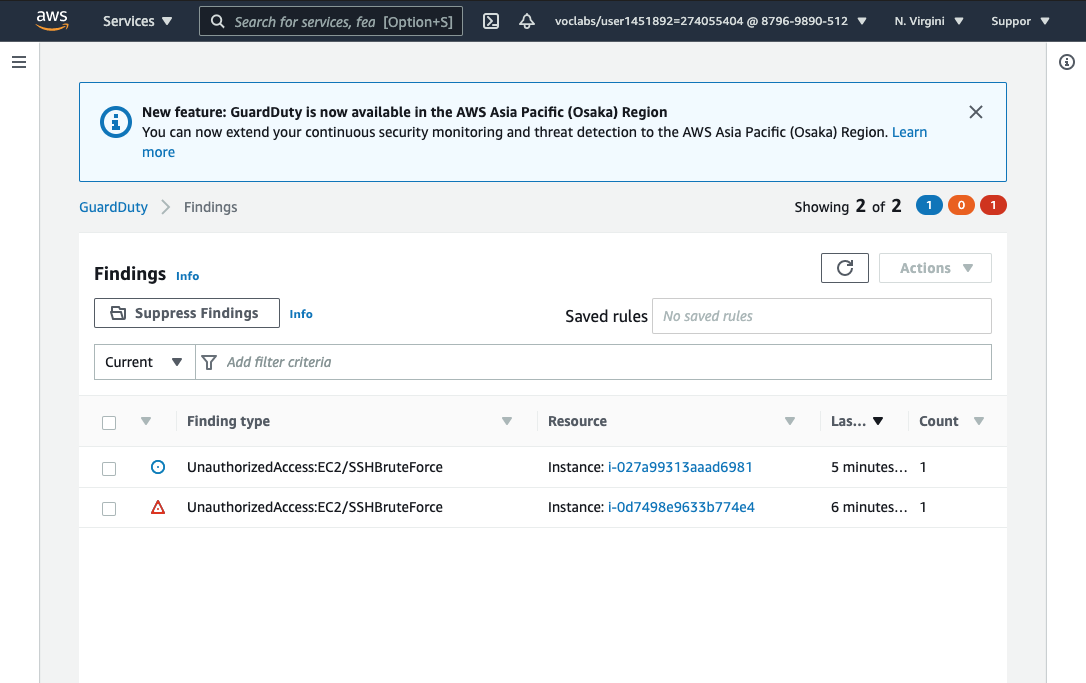 aws
Services
Search for services, fea [Option+S]
voclabs/user1451892=274055404 @ 8796-9890-512
N. Virgini
Suppor
New feature: GuardDuty is now available in the AWS Asia Pacific (Osaka) Region
You can now extend your continuous security monitoring and threat detection to the AWS Asia Pacific (Osaka) Region. Learn
more
GuardDuty Findings
Showing 2 of 2 1 0 1
Findings Info
Actions
Suppress Findings Info
Saved rules No saved rules
Current Add filter criteria
Finding type Resource Las... Count
UnauthorizedAccess:EC2/SSHBruteForce Instance: i-027a99313aaad6981 5 minutes... 1
UnauthorizedAccess:EC2/SSHBruteForce Instance: i-0d7498e9633b774e4 6 minutes... 1